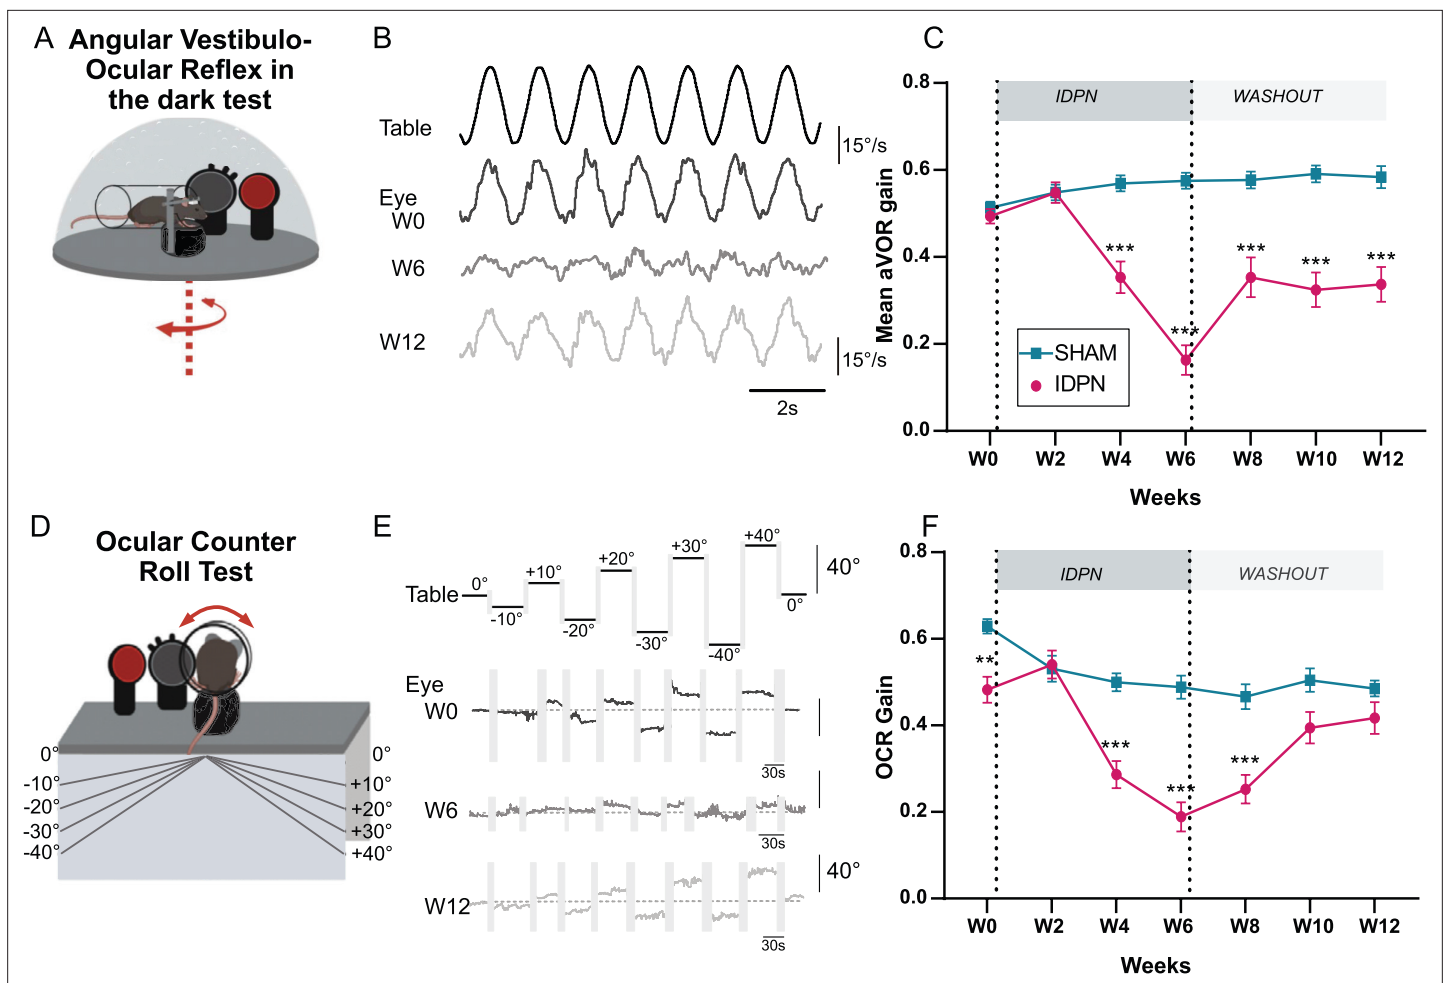 A
Angular Vestibulo-
Ocular Reflex in
the dark test
B
Table
15°/s
Eye
W0
W6
W12
15°/s
2s
C
0.8
0.6
0.4
0.2
0.0
Mean aVOR gain
IDPN
WASHOUT
***
***
***
***
***
SHAM
IDPN
W0 W2 W4 W6 W8 W10 W12
Weeks
D
Ocular Counter
Roll Test
0° 0°
-10° +10°
-20° +20°
-30° +30°
-40° +40°
E
Table
0° -10° +10° -20° +20° -30° +30° -40° +40° 0°
40°
Eye
W0
30s
W6
30s
40°
W12
30s
F
0.8
0.6
0.4
0.2
0.0
OCR Gain
IDPN
WASHOUT
**
***
***
***
W0 W2 W4 W6 W8 W10 W12
Weeks